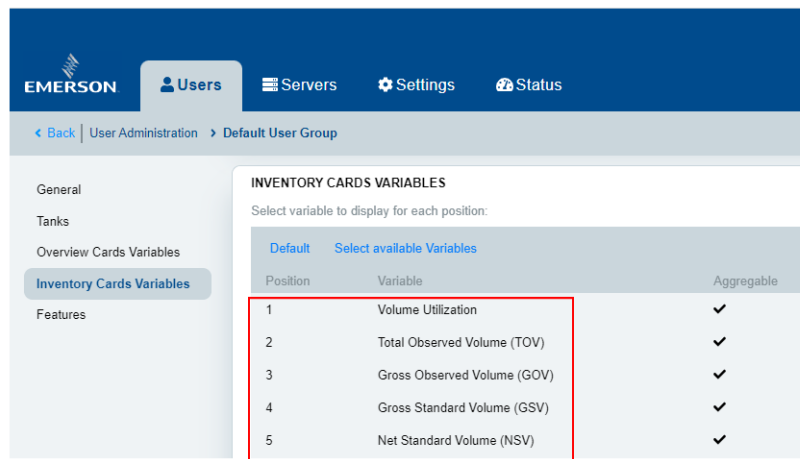 EMERSON
Users
Servers
Settings
Status
Back
User Administration
Default User Group
General
Tanks
Overview Cards Variables
Inventory Cards Variables
Features
INVENTORY CARDS VARIABLES
Select variable to display for each position:
Default Select available Variables
Position Variable Aggregable
1 Volume Utilization
2 Total Observed Volume (TOV)
3 Gross Observed Volume (GOV)
4 Gross Standard Volume (GSV)
5 Net Standard Volume (NSV)